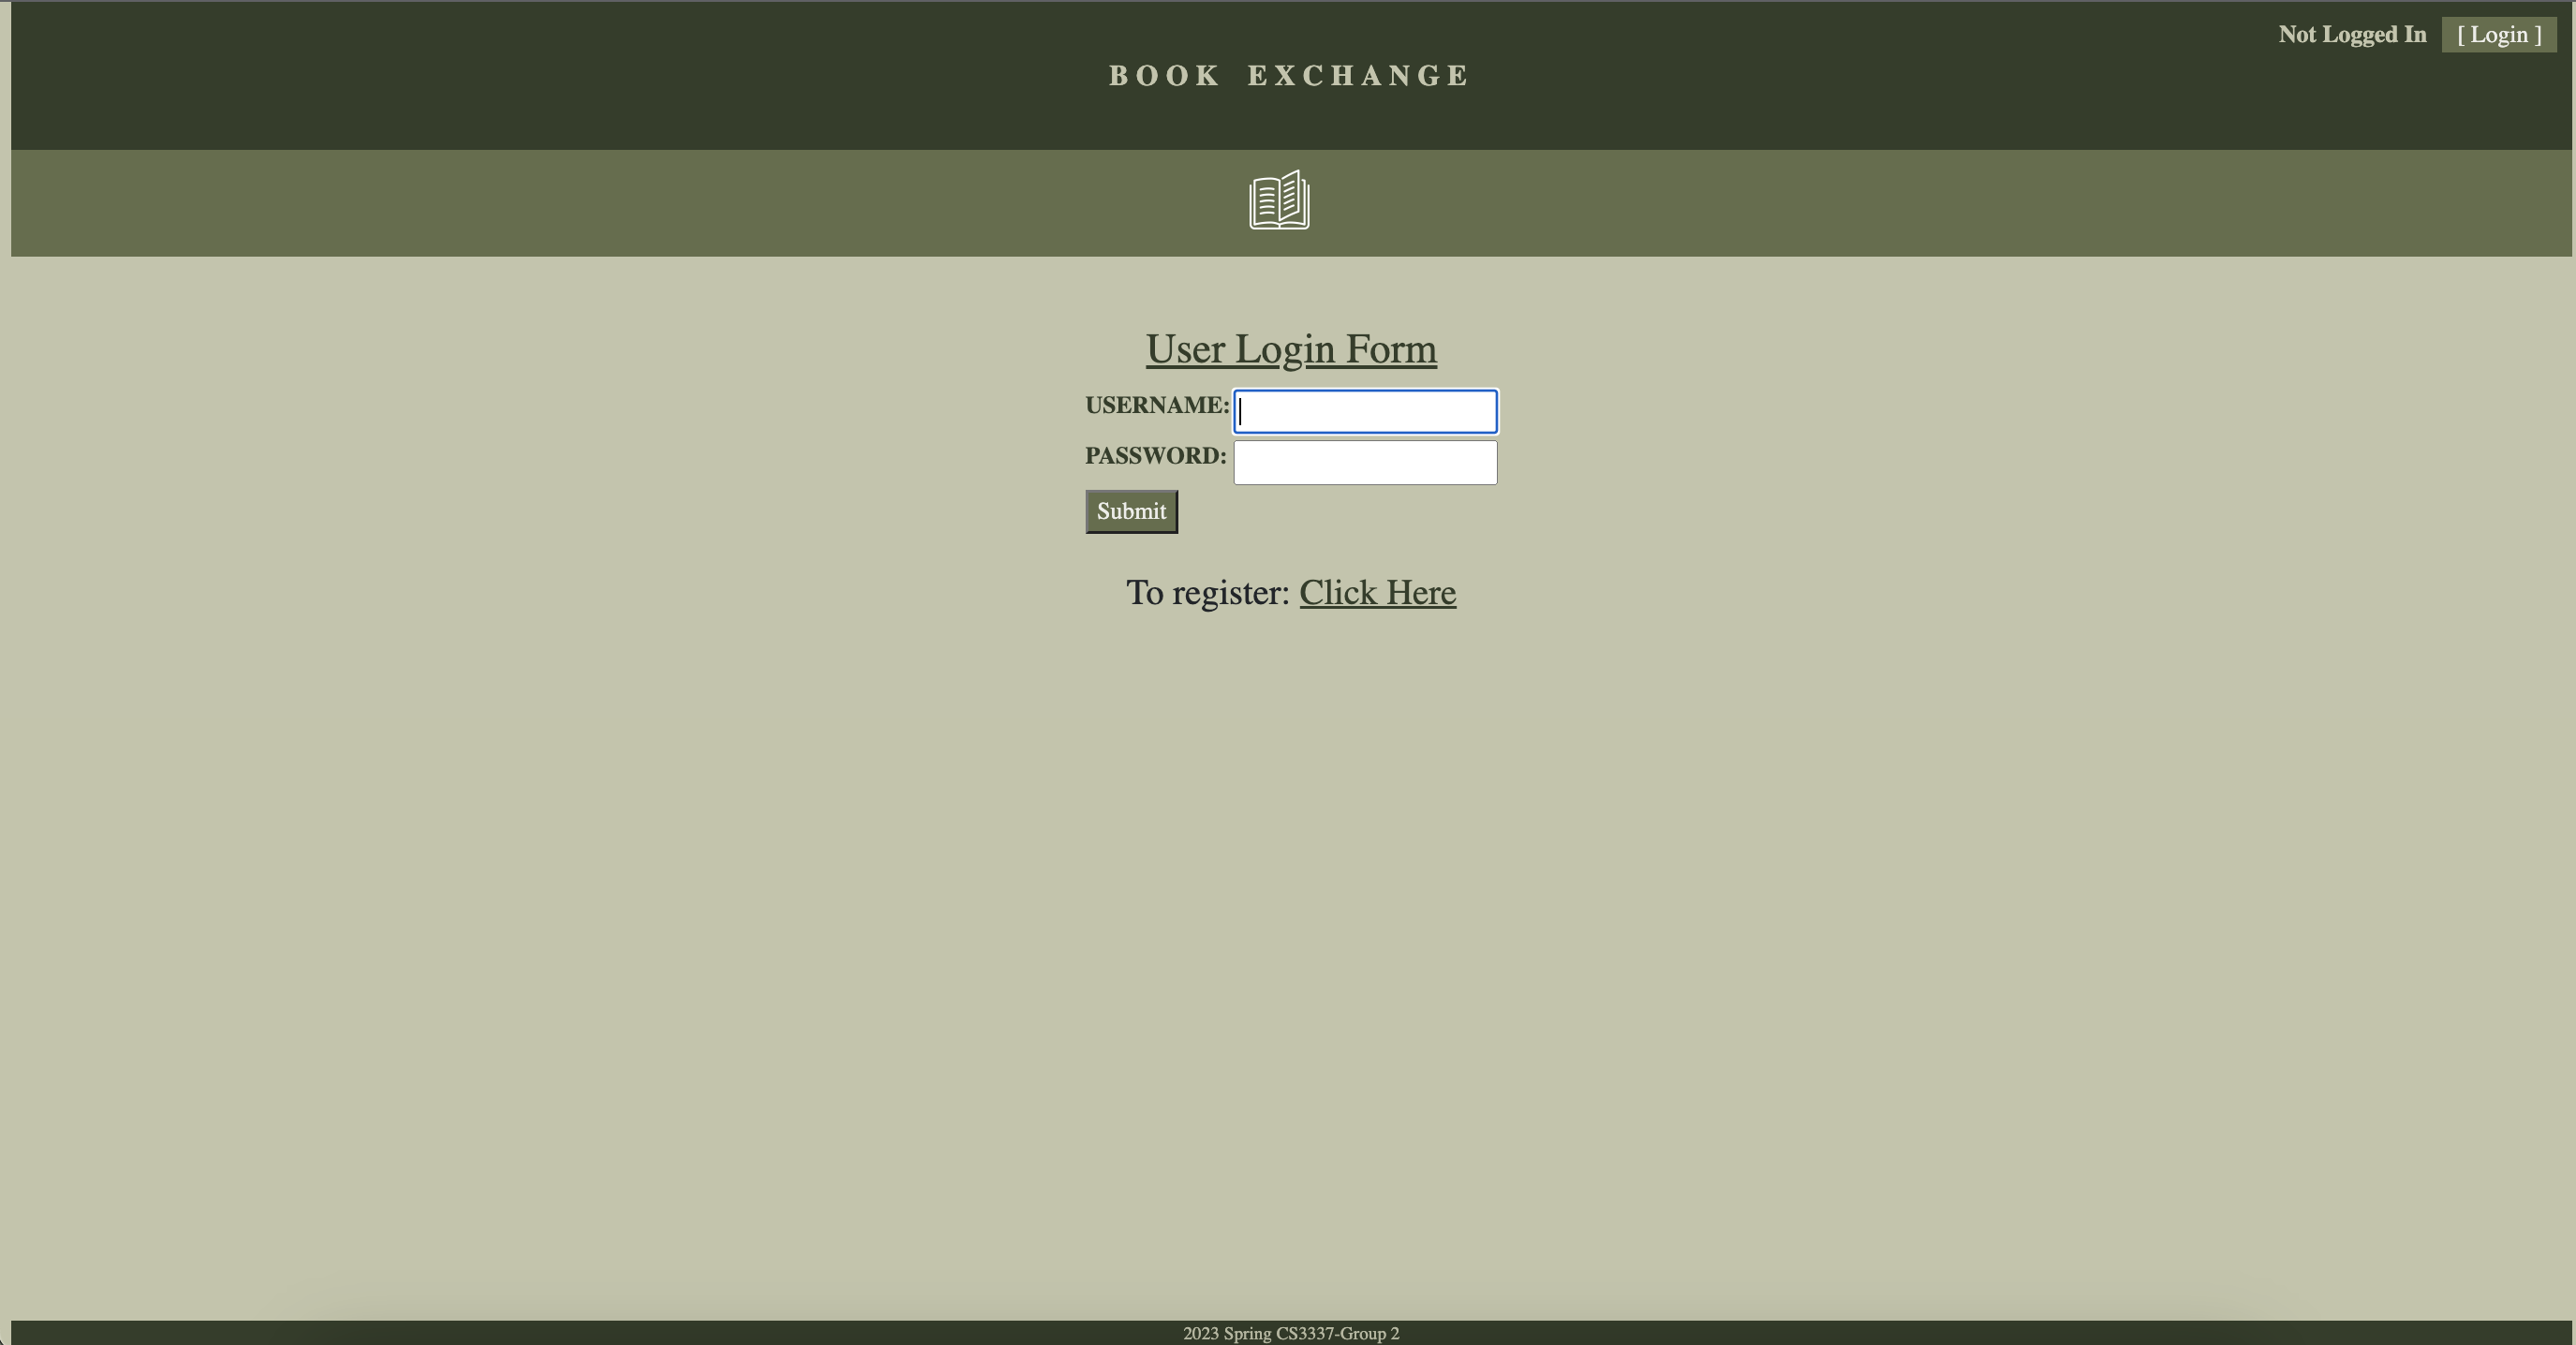 Not Logged In [ Login ]
BOOK EXCHANGE
User Login Form
USERNAME:
PASSWORD:
Submit
To register: Click Here
2023 Spring CS3337-Group 2